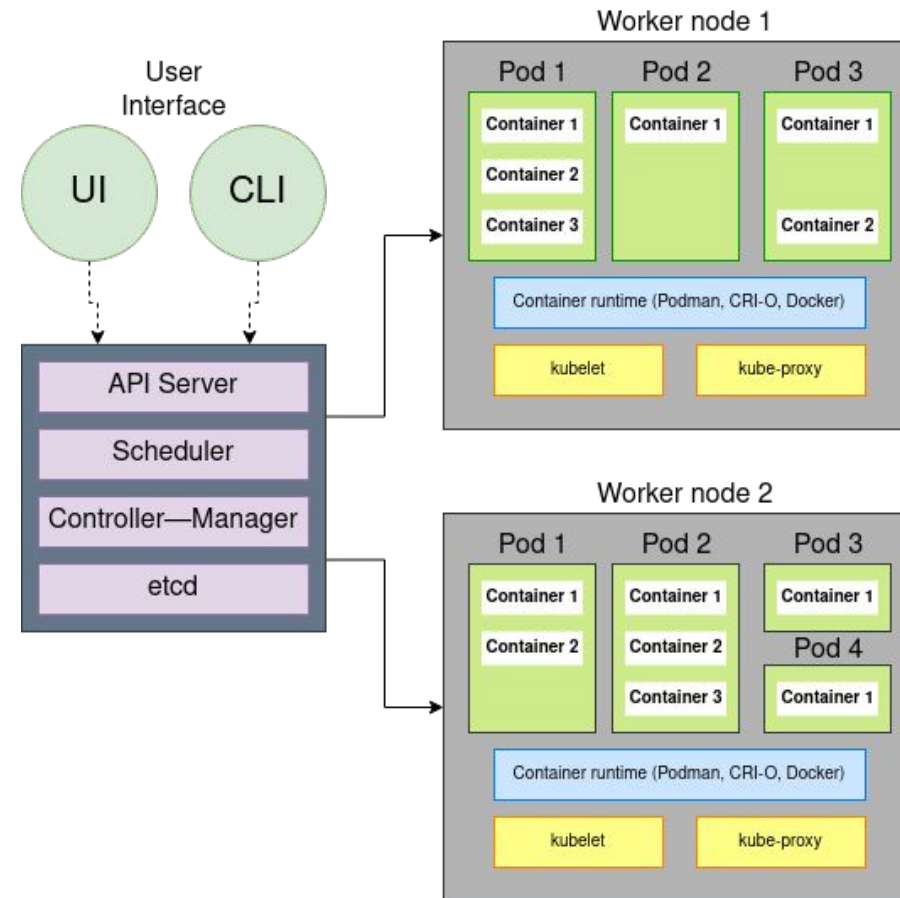 User
Interface
UI
CLI
API Server
Scheduler
Controller—Manager
etcd
Worker node 1
Pod 1
Pod 2
Pod 3
Container 1
Container 1
Container 1
Container 2
Container 3
Container 2
Container runtime (Podman, CRI-O, Docker)
kubelet
kube-proxy
Worker node 2
Pod 1
Pod 2
Pod 3
Container 1
Container 1
Container 1
Container 2
Container 2
Pod 4
Container 3
Container 1
Container runtime (Podman, CRI-O, Docker)
kubelet
kube-proxy